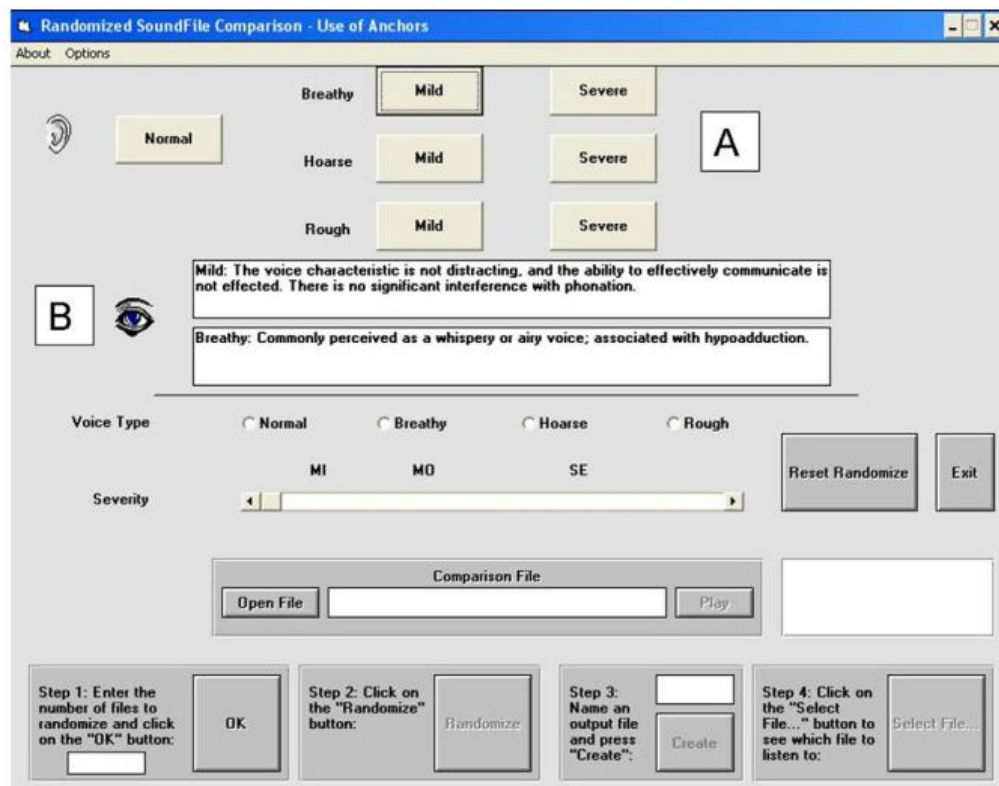 Randomized SoundFile Comparison - Use of Anchors
About Options
Breathy Mild Severe
Normal
Hoarse Mild Severe
A
Rough Mild Severe
B
Mild: The voice characteristic is not distracting, and the ability to effectively communicate is
not effected. There is no significant interference with phonation.
Breathy: Commonly perceived as a whispery or airy voice; associated with hypoadduction.
Voice Type Normal Breathy Hoarse Rough
MI MO SE
Severity
Reset Randomize Exit
Comparison File
Open File Play
Step 1: Enter the
number of files to
randomize and click
on the "OK" button:
OK
Step 2: Click on
the "Randomize"
button:
Randomize
Step 3:
Name an
output file
and press
"Create":
Create
Step 4: Click on
the "Select
File..." button to
see which file to
listen to:
Select File...